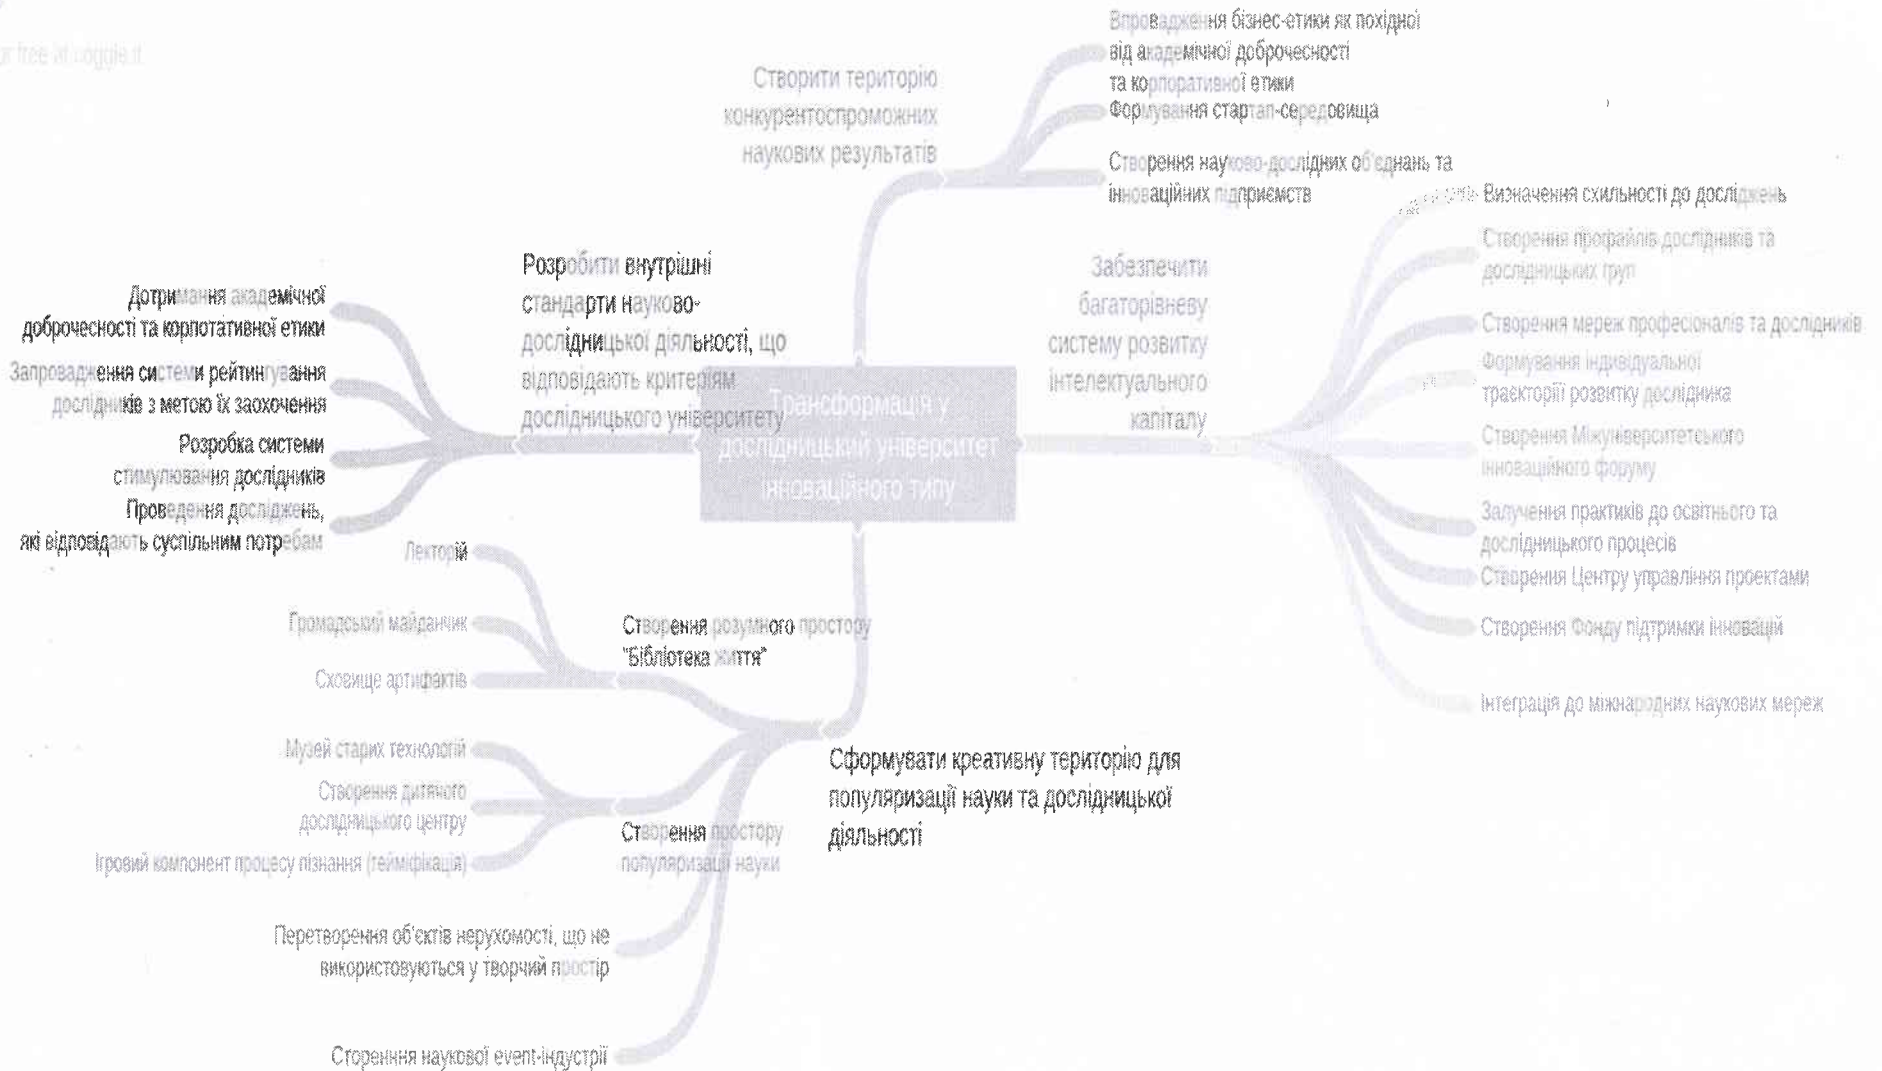 for free at coggle.it
Створити територію
конкурентоспроможних
наукових результатів
Впровадження бізнес-етики як похідної
від академічної доброчесності
та корпоративної етики
Формування стартап-середовища
Створення науково-дослідних об'єднань та
інноваційних підприємств
Розробити внутрішні
стандарти науково-
дослідницької діяльності, що
відповідають критеріям
дослідницького університету
Дотримання академічної
доброчесності та корпотативної етики
Запровадження системи рейтингування
дослідників з метою їх заохочення
Розробка системи
стимулювання дослідників
Проведення досліджень,
які відповідають суспільним потребам
Трансформація у
дослідницький університет
інноваційного типу
Забезпечити
багаторівневу
систему розвитку
інтелектуального
капіталу
Визначення схильності до досліджень
Створення профайлів дослідників та
дослідницьких груп
Створення мереж професіоналів та дослідників
Формування індивідуальної
траєкторії розвитку дослідника
Створення Міжуніверситетського
інноваційного форуму
Залучення практиків до освітнього та
дослідницького процесів
Створення Центру управління проектами
Створення Фонду підтримки інновацій
Інтеграція до міжнародних наукових мереж
Сформувати креативну територію для
популяризації науки та дослідницької
діяльності
Створення розумного простору
"Бібліотека життя"
Лекторій
Громадський майданчик
Сховище артифактів
Створення простору
популяризації науки
Музей старих технологій
Створення дитячого
дослідницького центру
Ігровий компонент процесу пізнання (гейміфікація)
Перетворення об'єктів нерухомості, що не
використовуються у творчий простір
Сторенння наукової event-індустрії